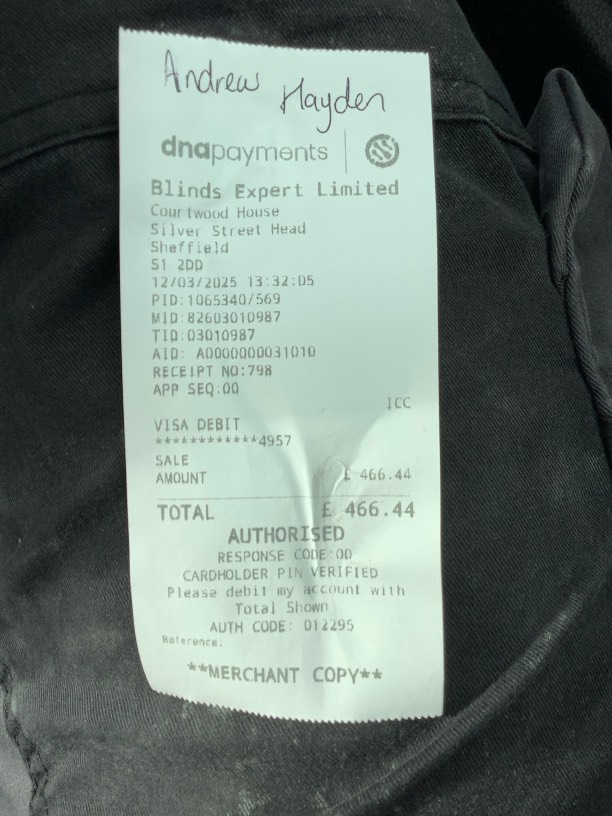 Andrew Hayden
dnapayments
Blinds Expert Limited
Courtwood House
Silver Street Head
Sheffield
S1 2DD
12/03/2025 13:32:05
PID:1065340/569
MID:82603010987
TID:03010987
AID: A0000000031010
RECEIPT NO:798
APP SEQ:00
ICC
VISA DEBIT
************4957
SALE
AMOUNT £ 466.44
TOTAL £ 466.44
AUTHORISED
RESPONSE CODE:00
CARDHOLDER PIN VERIFIED
Please debit my account with
Total Shown
AUTH CODE: 012295
Reference:
**MERCHANT COPY**